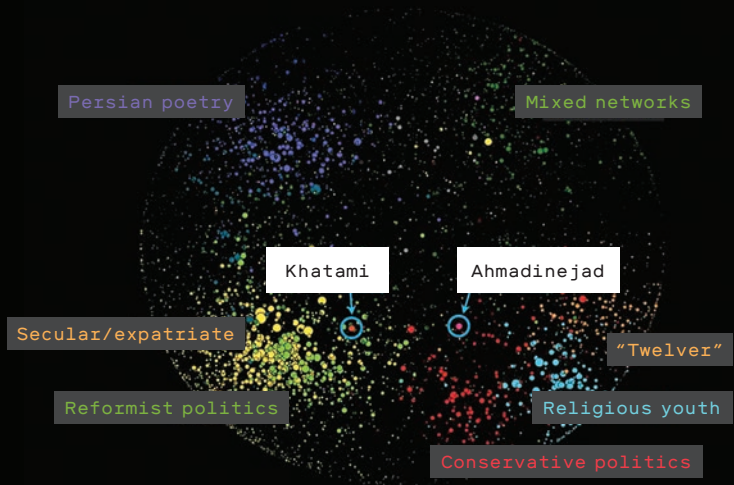 Persian poetry
Mixed networks
Khatami
Ahmadinejad
Secular/expatriate
“Twelver”
Reformist politics
Religious youth
Conservative politics